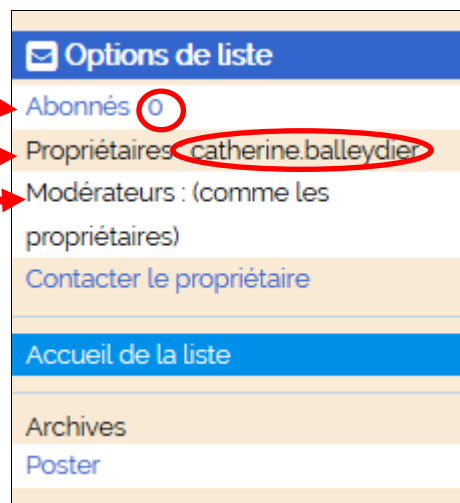 Options de liste
Abonnés : 0
Propriétaires : catherine.balleydier
Modérateurs : (comme les
propriétaires)
Contacter le propriétaire
Accueil de la liste
Archives
Poster